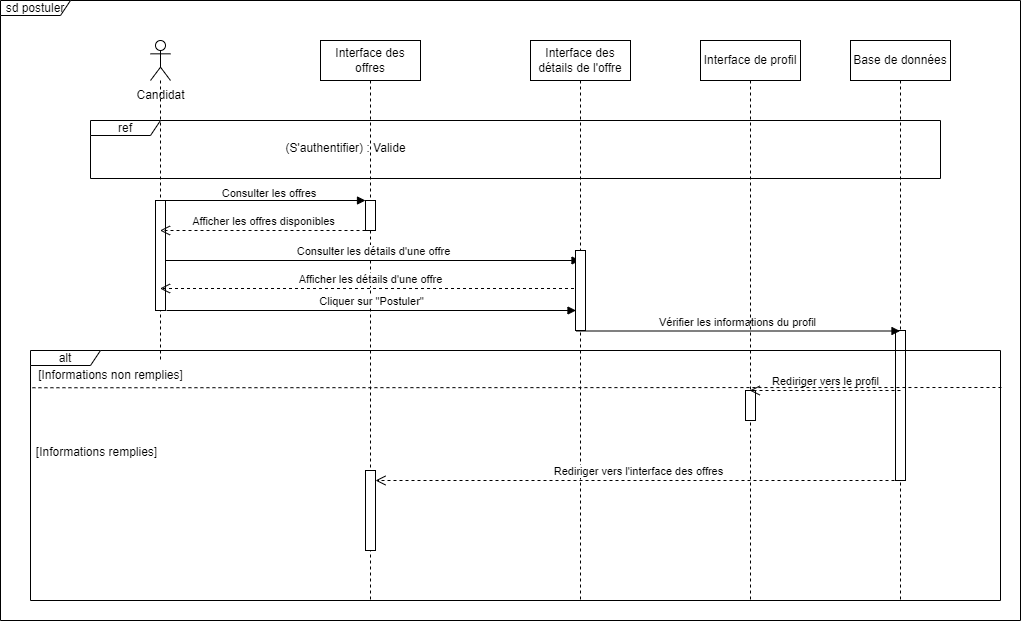 sd postuler
Interface des
offres
Interface des
détails de l'offre
Interface de profil
Base de données
Candidat
ref
(S'authentifier) : Valide
Consulter les offres
Afficher les offres disponibles
Consulter les détails d'une offre
Afficher les détails d'une offre
Cliquer sur "Postuler"
Vérifier les informations du profil
alt
[Informations non remplies]
Rediriger vers le profil
[Informations remplies]
Rediriger vers l'interface des offres